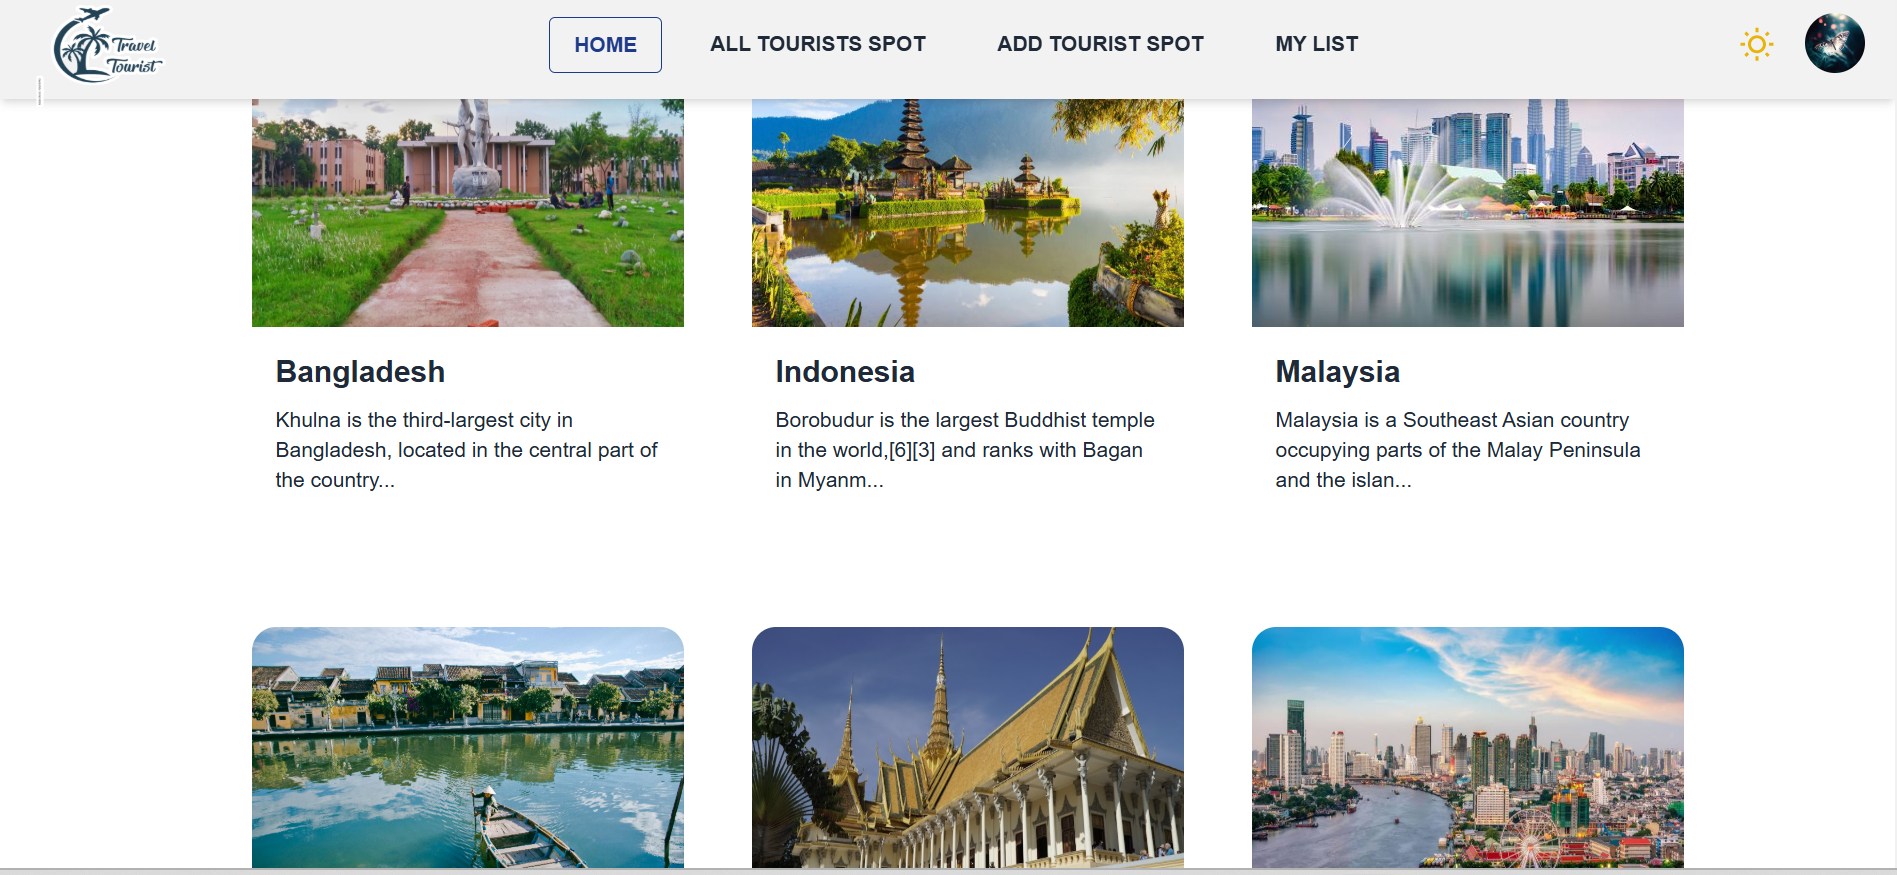 Travel
Tourist
HOME
ALL TOURISTS SPOT
ADD TOURIST SPOT
MY LIST
Bangladesh
Khulna is the third-largest city in
Bangladesh, located in the central part of
the country...
Indonesia
Borobudur is the largest Buddhist temple
in the world,[6][3] and ranks with Bagan
in Myanm...
Malaysia
Malaysia is a Southeast Asian country
occupying parts of the Malay Peninsula
and the islan...